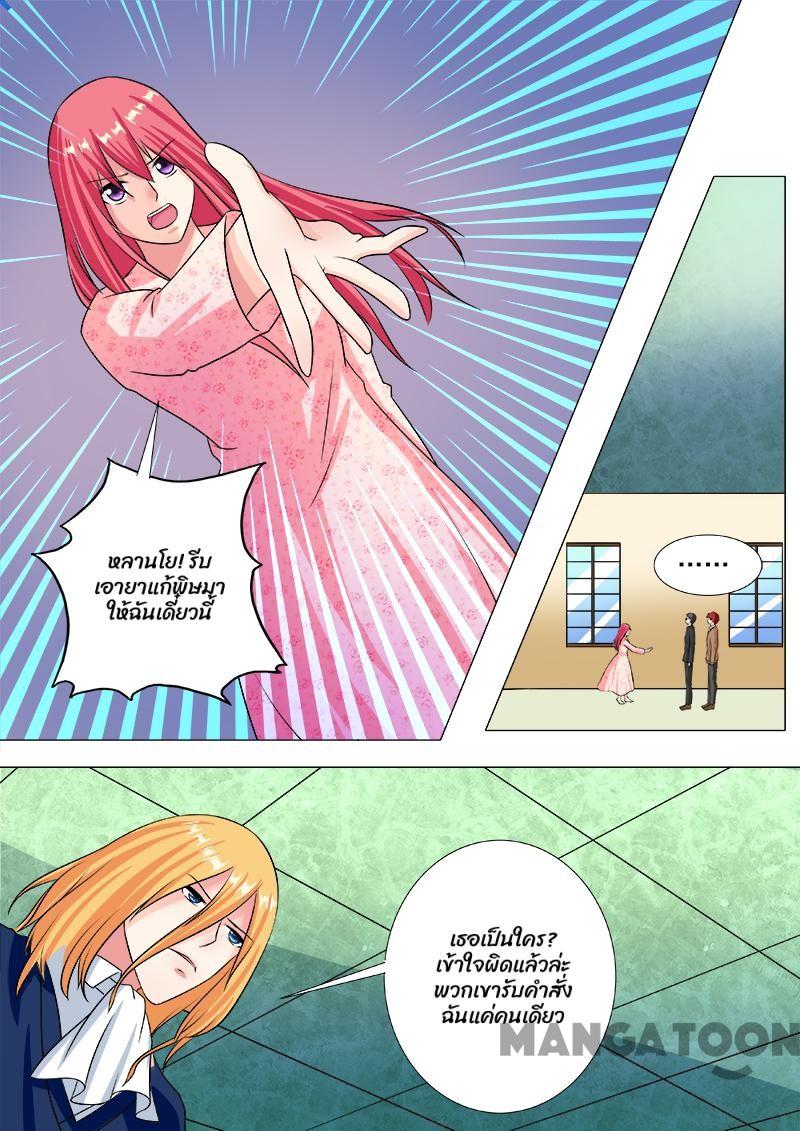 หลานโย! รีบ
เอายาแก้พิษมา
ให้ฉันเดี๋ยวนี้
......
เธอเป็นใคร?
เข้าใจผิดแล้วล่ะ
พวกเขารับคำสั่ง
ฉันแค่คนเดียว
MANGATOON